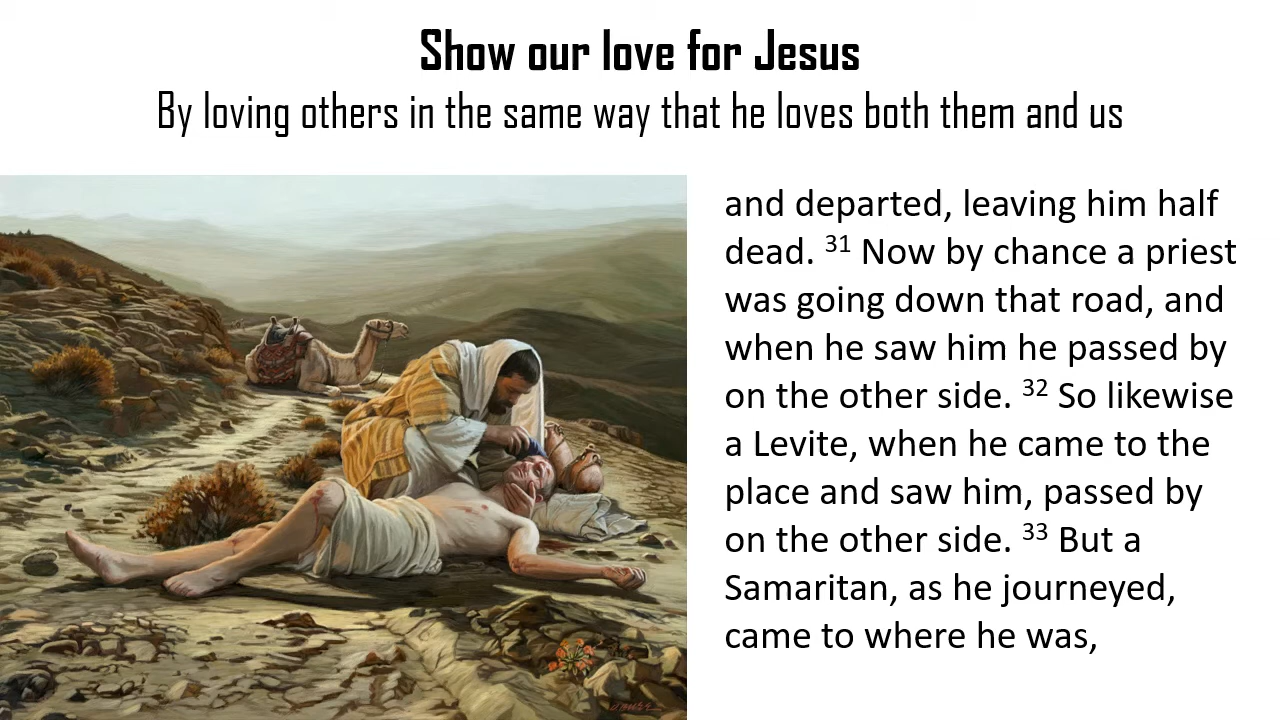 Show our love for Jesus
By loving others in the same way that he loves both them and us
and departed, leaving him half
dead. 31 Now by chance a priest
was going down that road, and
when he saw him he passed by
on the other side. 32 So likewise
a Levite, when he came to the
place and saw him, passed by
on the other side. 33 But a
Samaritan, as he journeyed,
came to where he was,